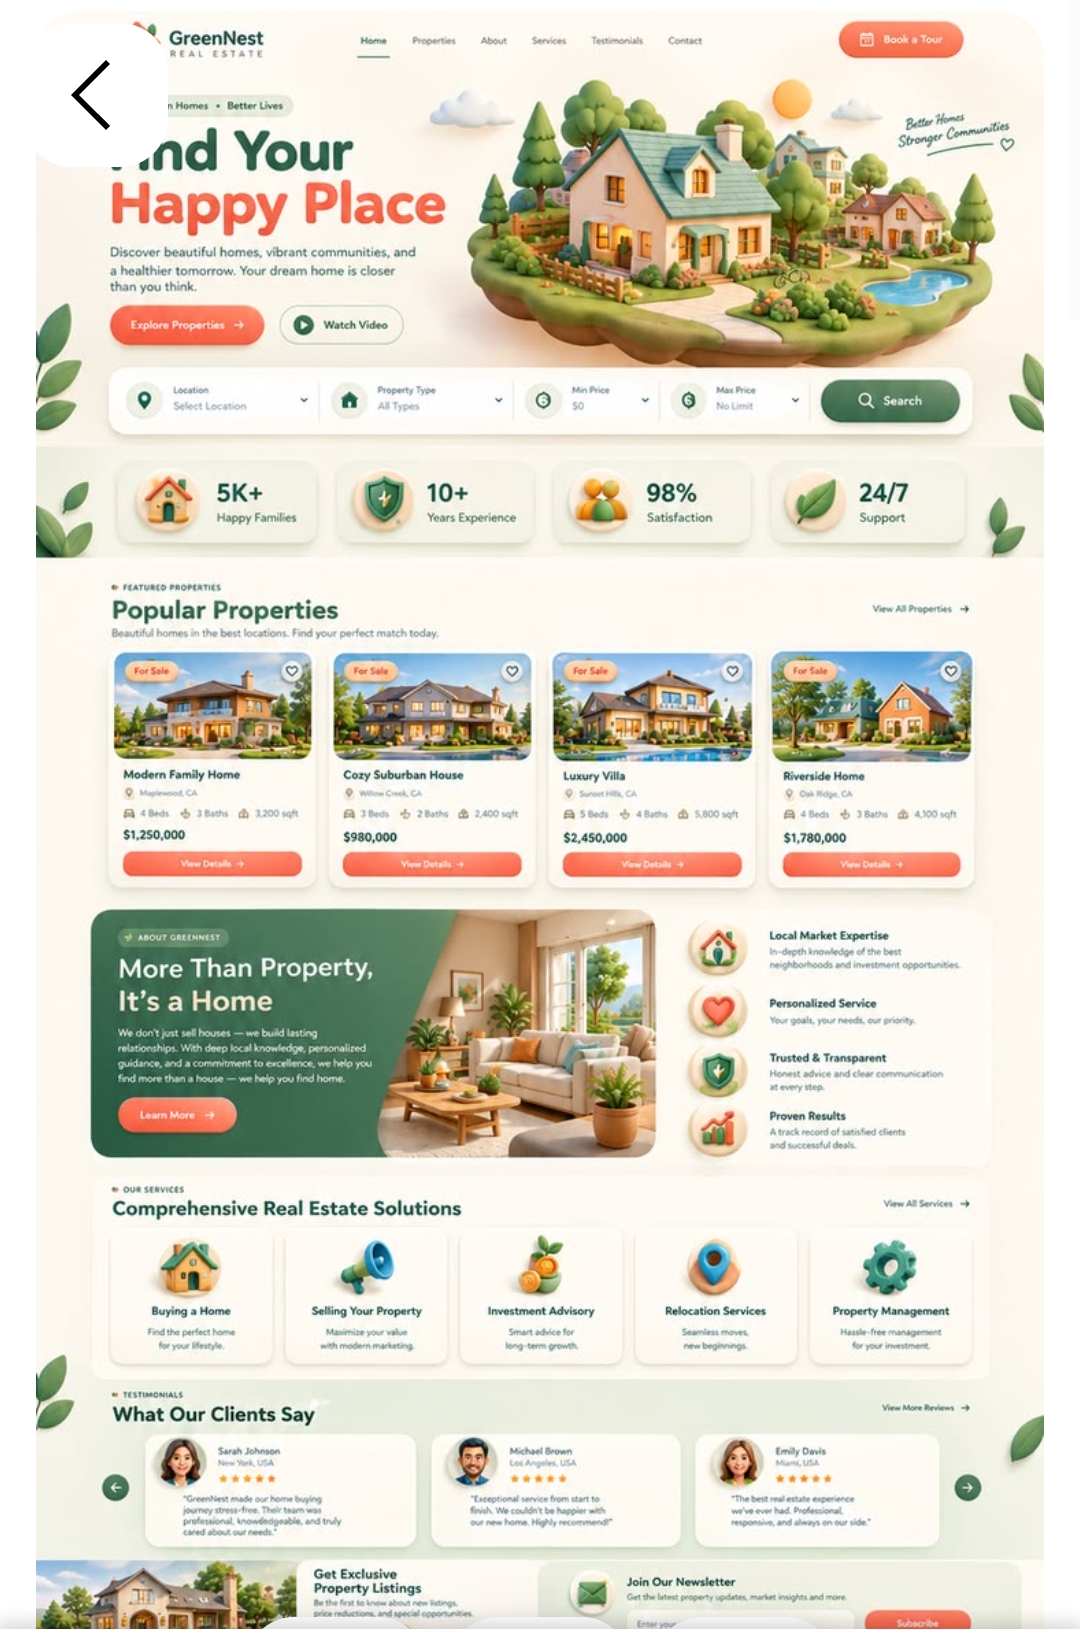 GreenNest
REAL ESTATE
Home
Properties
About
Services
Testimonials
Contact
Book a Tour
Homes • Better Lives
Find Your
Happy Place
Discover beautiful homes, vibrant communities, and
a healthier tomorrow. Your dream home is closer
than you think.
Explore Properties →
Watch Video
Better Homes
Stronger Communities
Location
Select Location
Property Type
All Types
Min Price
$0
Max Price
No Limit
Search
5K+
Happy Families
10+
Years Experience
98%
Satisfaction
24/7
Support
FEATURED PROPERTIES
Popular Properties
Beautiful homes in the best locations. Find your perfect match today.
View All Properties →
For Sale
Modern Family Home
Maplewood, CA
4 Beds 3 Baths 3,200 sqft
$1,250,000
View Details →
For Sale
Cozy Suburban House
Willow Creek, CA
3 Beds 2 Baths 2,400 sqft
$980,000
View Details →
For Sale
Luxury Villa
Sunset Hills, CA
5 Beds 4 Baths 5,800 sqft
$2,450,000
View Details →
For Sale
Riverside Home
Oak Ridge, CA
4 Beds 3 Baths 4,100 sqft
$1,780,000
View Details →
ABOUT GREENNEST
More Than Property,
It's a Home
We don't just sell houses — we build lasting
relationships. With deep local knowledge, personalized
guidance, and a commitment to excellence, we help you
find more than a house — we help you find home.
Learn More →
Local Market Expertise
In-depth knowledge of the best
neighborhoods and investment opportunities.
Personalized Service
Your goals, your needs, our priority.
Trusted & Transparent
Honest advice and clear communication
at every step.
Proven Results
A track record of satisfied clients
and successful deals.
OUR SERVICES
Comprehensive Real Estate Solutions
View All Services →
Buying a Home
Find the perfect home
for your lifestyle.
Selling Your Property
Maximize your value
with modern marketing.
Investment Advisory
Smart advice for
long-term growth.
Relocation Services
Seamless moves,
new beginnings.
Property Management
Hassle-free management
for your investment.
TESTIMONIALS
What Our Clients Say
View More Reviews →
Sarah Johnson
New York, USA
"GreenNest made our home buying
journey stress-free. Their team was
professional, knowledgeable, and truly
cared about our needs."
Michael Brown
Los Angeles, USA
"Exceptional service from start to
finish. We couldn't be happier with
our new home. Highly recommend!"
Emily Davis
Miami, USA
"The best real estate experience
we've ever had. Professional,
responsive, and always on our side."
Get Exclusive
Property Listings
Be the first to know about new listings,
price reductions, and special opportunities.
Join Our Newsletter
Get the latest property updates, market insights and more
Enter your
Subscribe